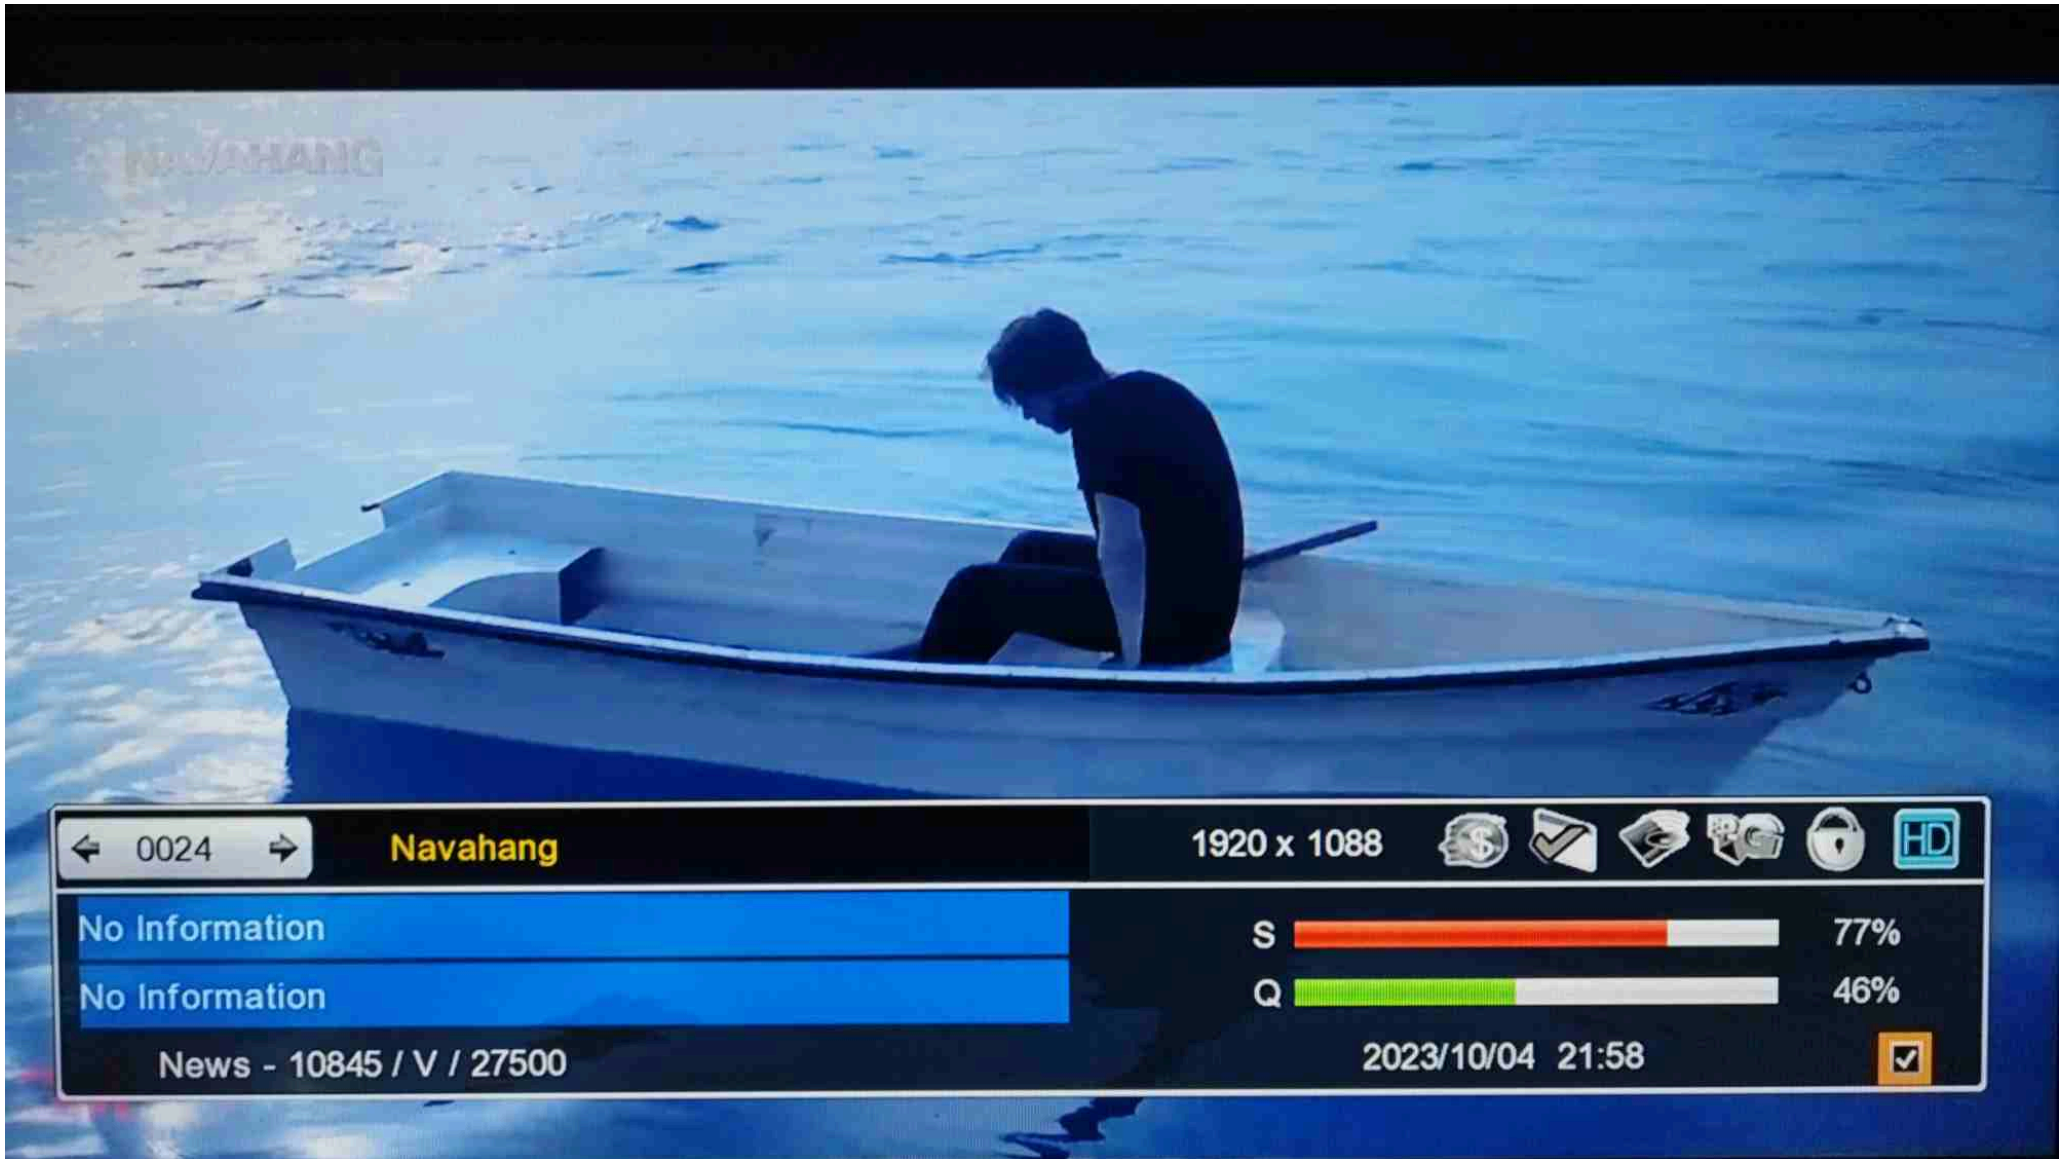 NAVAHANG
0024
Navahang
1920 x 1088
HD
No Information
S
77%
No Information
Q
46%
News - 10845 / V / 27500
2023/10/04 21:58